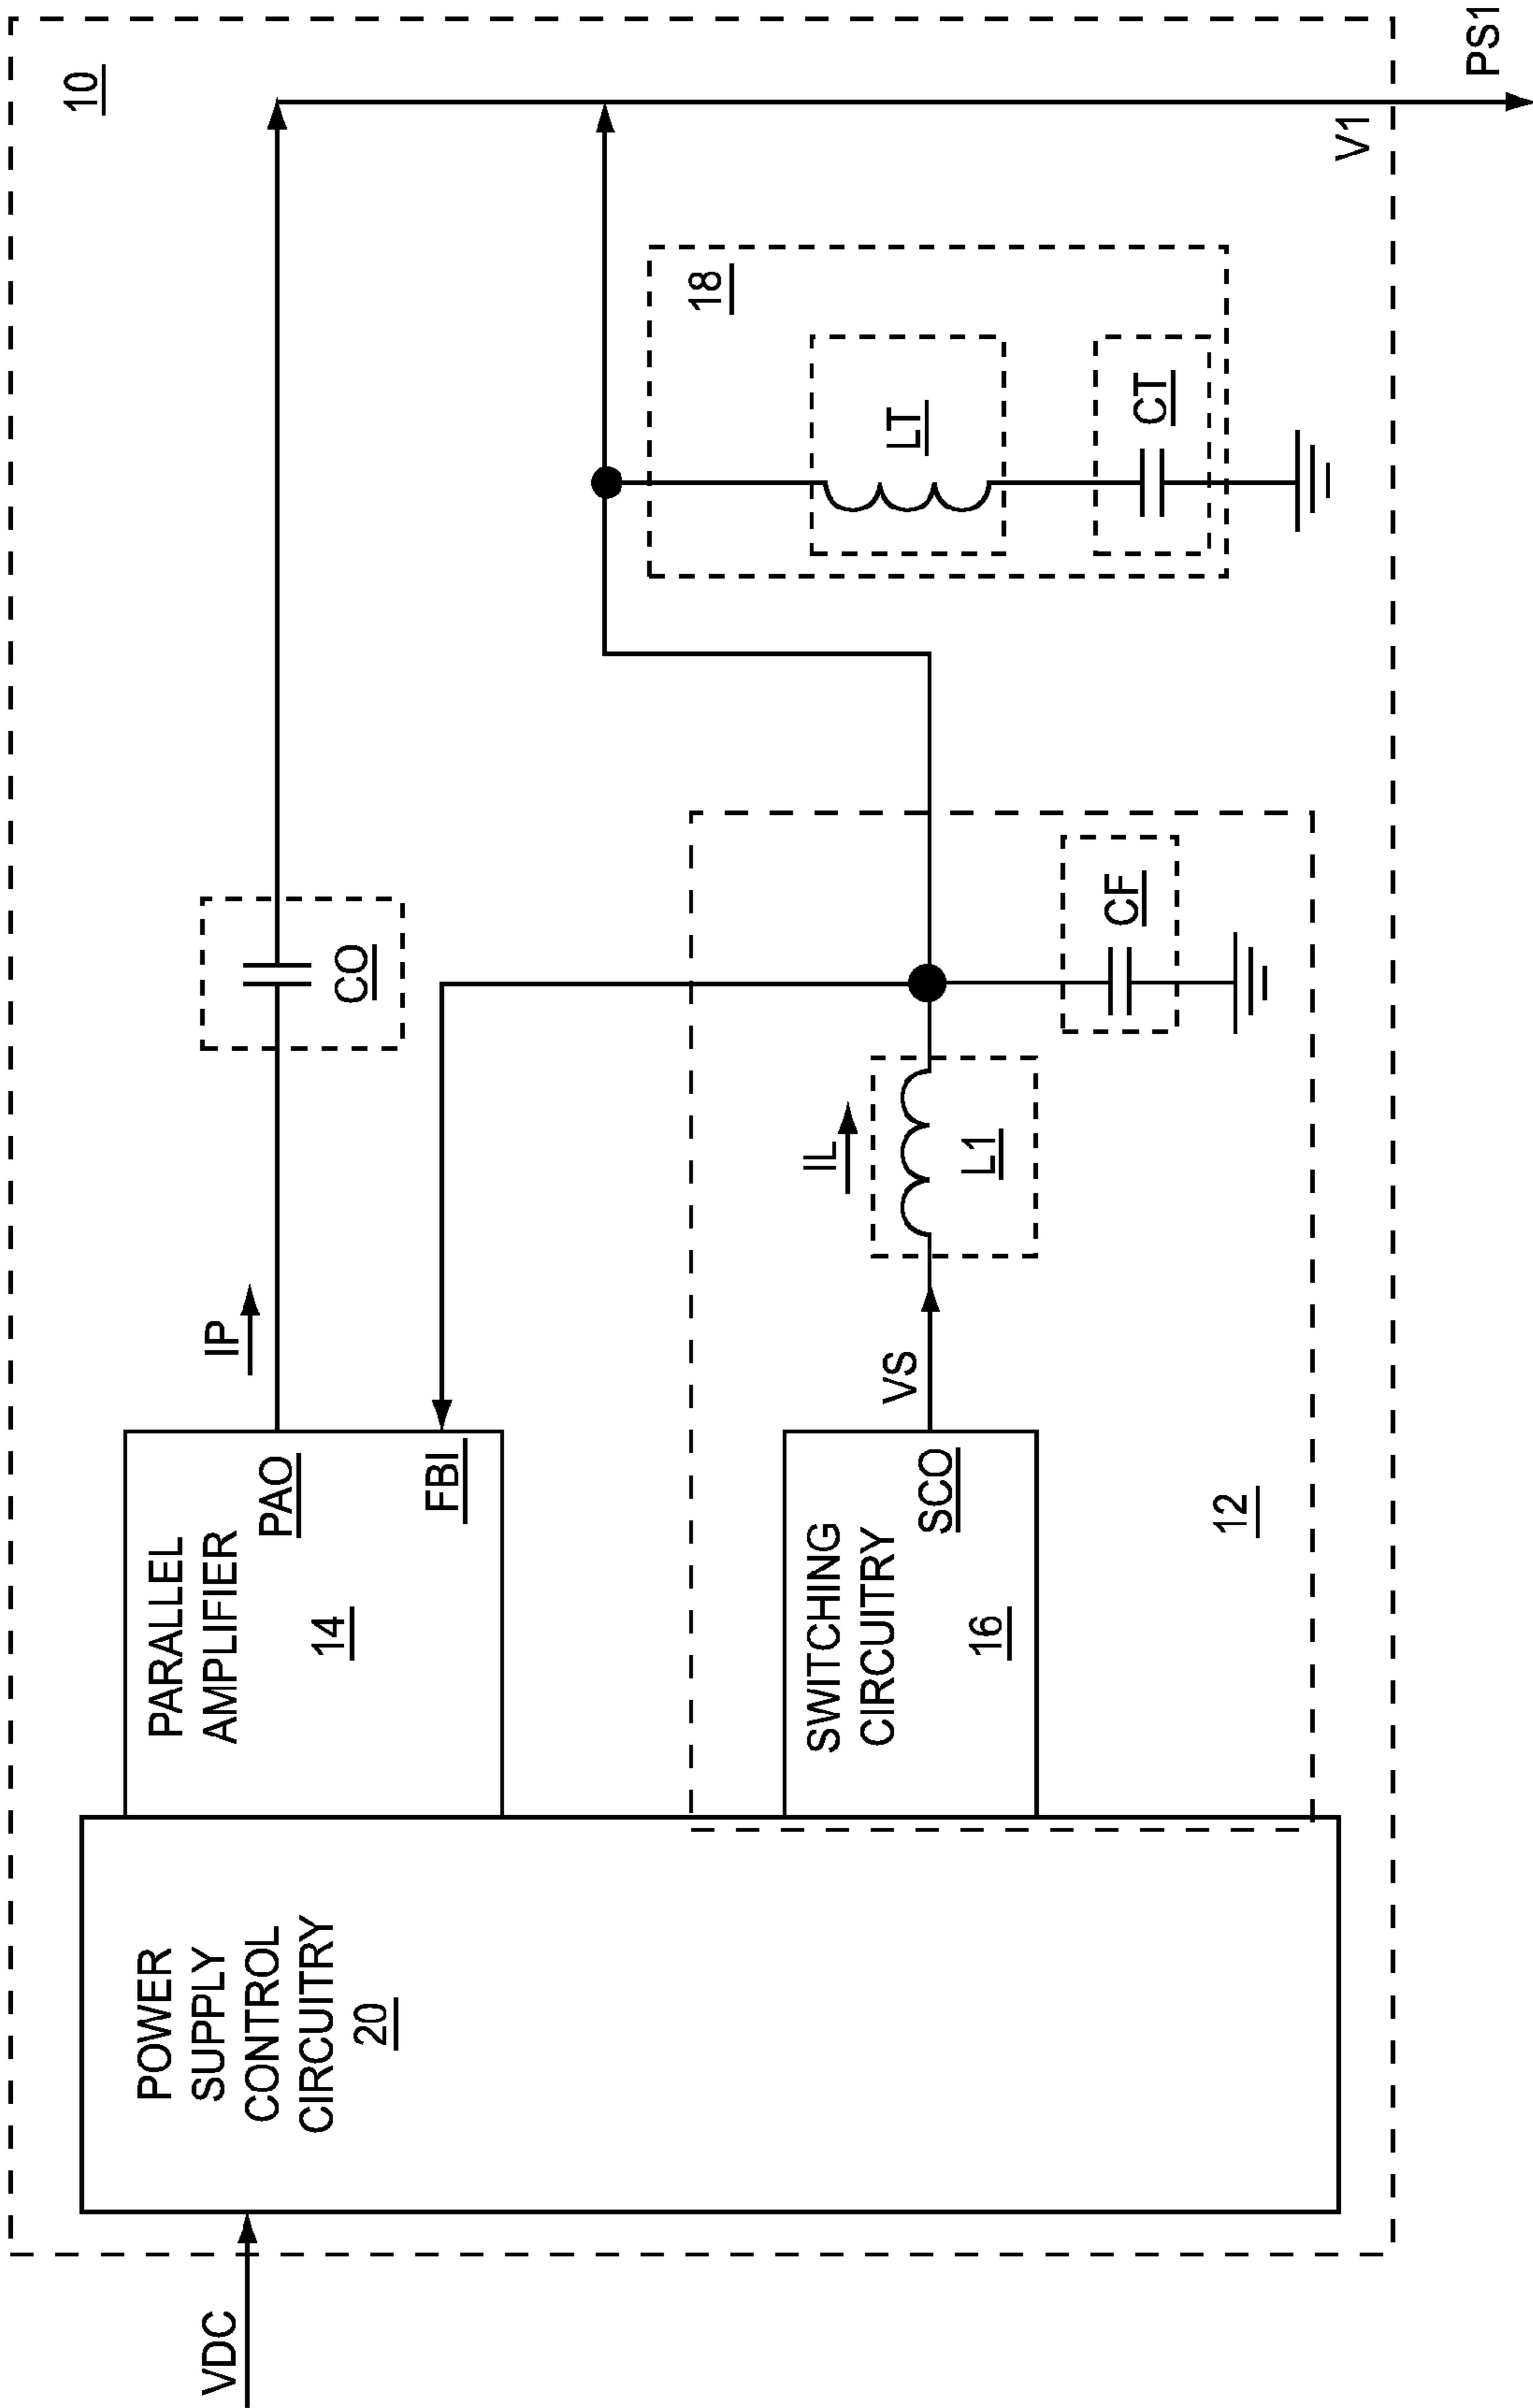 10
VDC
POWER
SUPPLY
CONTROL
CIRCUITRY
20
PARALLEL
AMPLIFIER
14
PAO
FBI
IP
CO
SWITCHING
CIRCUITRY
16
SCO
VS
IL
L1
CF
12
18
LT
CT
V1
PS1